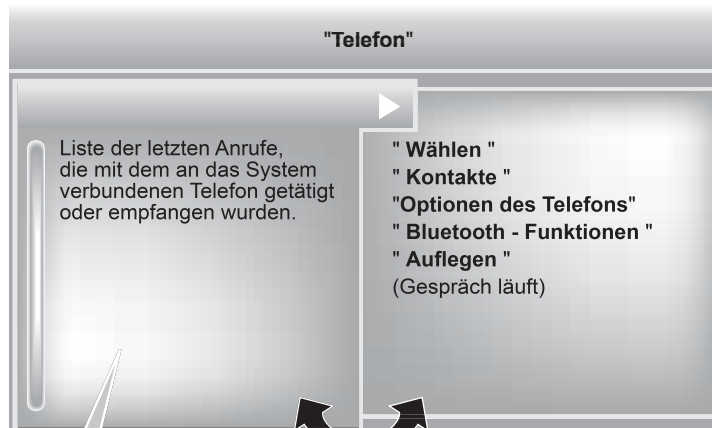 "Telefon"
Liste der letzten Anrufe,
die mit dem an das System
verbundenen Telefon getätigt
oder empfangen wurden.
" Wählen "
" Kontakte "
"Optionen des Telefons"
" Bluetooth - Funktionen "
" Auflegen "
(Gespräch läuft)